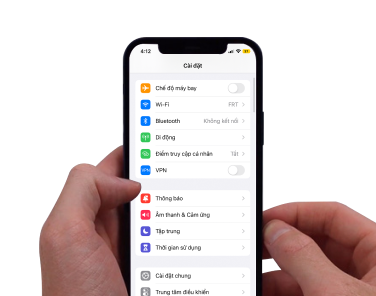 4:12
Cài đặt
Chế độ máy bay
Wi-Fi FRT
Bluetooth Không kết nối
Di động
Điểm truy cập cá nhân Tắt
VPN VPN
Thông báo
Âm thanh & Cảm ứng
Tập trung
Thời gian sử dụng
Cài đặt chung
Trung tâm điều khiển